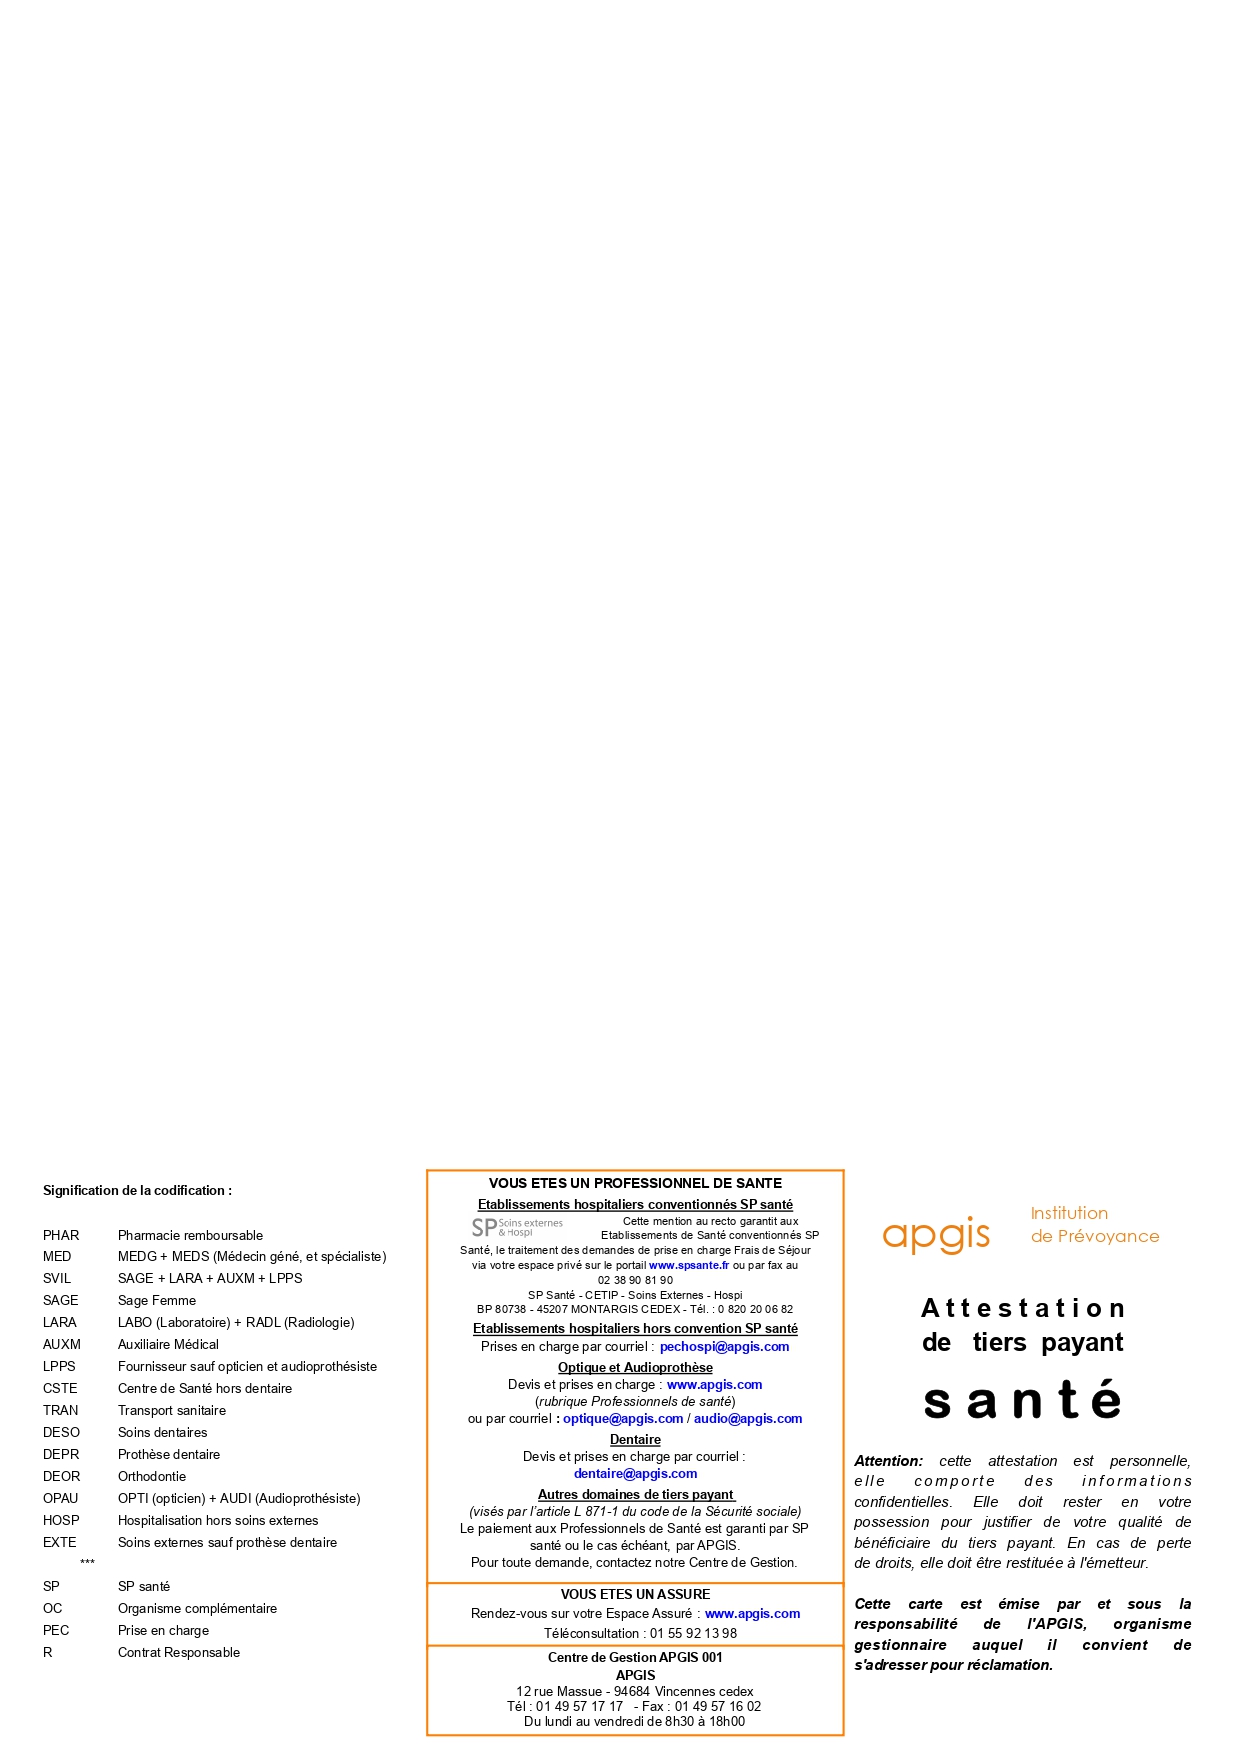 Signification de la codification :
PHAR Pharmacie remboursable
MED MEDG + MEDS (Médecin géné, et spécialiste)
SVIL SAGE + LARA + AUXM + LPPS
SAGE Sage Femme
LARA LABO (Laboratoire) + RADL (Radiologie)
AUXM Auxiliaire Médical
LPPS Fournisseur sauf opticien et audioprothésiste
CSTE Centre de Santé hors dentaire
TRAN Transport sanitaire
DESO Soins dentaires
DEPR Prothèse dentaire
DEOR Orthodontie
OPAU OPTI (opticien) + AUDI (Audioprothésiste)
HOSP Hospitalisation hors soins externes
EXTE Soins externes sauf prothèse dentaire
***
SP SP santé
OC Organisme complémentaire
PEC Prise en charge
R Contrat Responsable
VOUS ETES UN PROFESSIONNEL DE SANTE
Etablissements hospitaliers conventionnés SP santé
SP Soins externes & Hospi
Cette mention au recto garantit aux
Etablissements de Santé conventionnés SP
Santé, le traitement des demandes de prise en charge Frais de Séjour
via votre espace privé sur le portail www.spsante.fr ou par fax au
02 38 90 81 90
SP Santé - CETIP - Soins Externes - Hospi
BP 80738 - 45207 MONTARGIS CEDEX - Tél. : 0 820 20 06 82
Etablissements hospitaliers hors convention SP santé
Prises en charge par courriel : pechospi@apgis.com
Optique et Audioprothèse
Devis et prises en charge : www.apgis.com
(rubrique Professionnels de santé)
ou par courriel : optique@apgis.com / audio@apgis.com
Dentaire
Devis et prises en charge par courriel :
dentaire@apgis.com
Autres domaines de tiers payant
(visés par l'article L 871-1 du code de la Sécurité sociale)
Le paiement aux Professionnels de Santé est garanti par SP
santé ou le cas échéant, par APGIS.
Pour toute demande, contactez notre Centre de Gestion.
VOUS ETES UN ASSURE
Rendez-vous sur votre Espace Assuré : www.apgis.com
Téléconsultation : 01 55 92 13 98
Centre de Gestion APGIS 001
APGIS
12 rue Massue - 94684 Vincennes cedex
Tél : 01 49 57 17 17 - Fax : 01 49 57 16 02
Du lundi au vendredi de 8h30 à 18h00
apgis
Institution
de Prévoyance
Attestation
de tiers payant
santé
Attention: cette attestation est personnelle,
elle comporte des informations
confidentielles. Elle doit rester en votre
possession pour justifier de votre qualité de
bénéficiaire du tiers payant. En cas de perte
de droits, elle doit être restituée à l'émetteur.
Cette carte est émise par et sous la
responsabilité de l'APGIS, organisme
gestionnaire auquel il convient de
s'adresser pour réclamation.